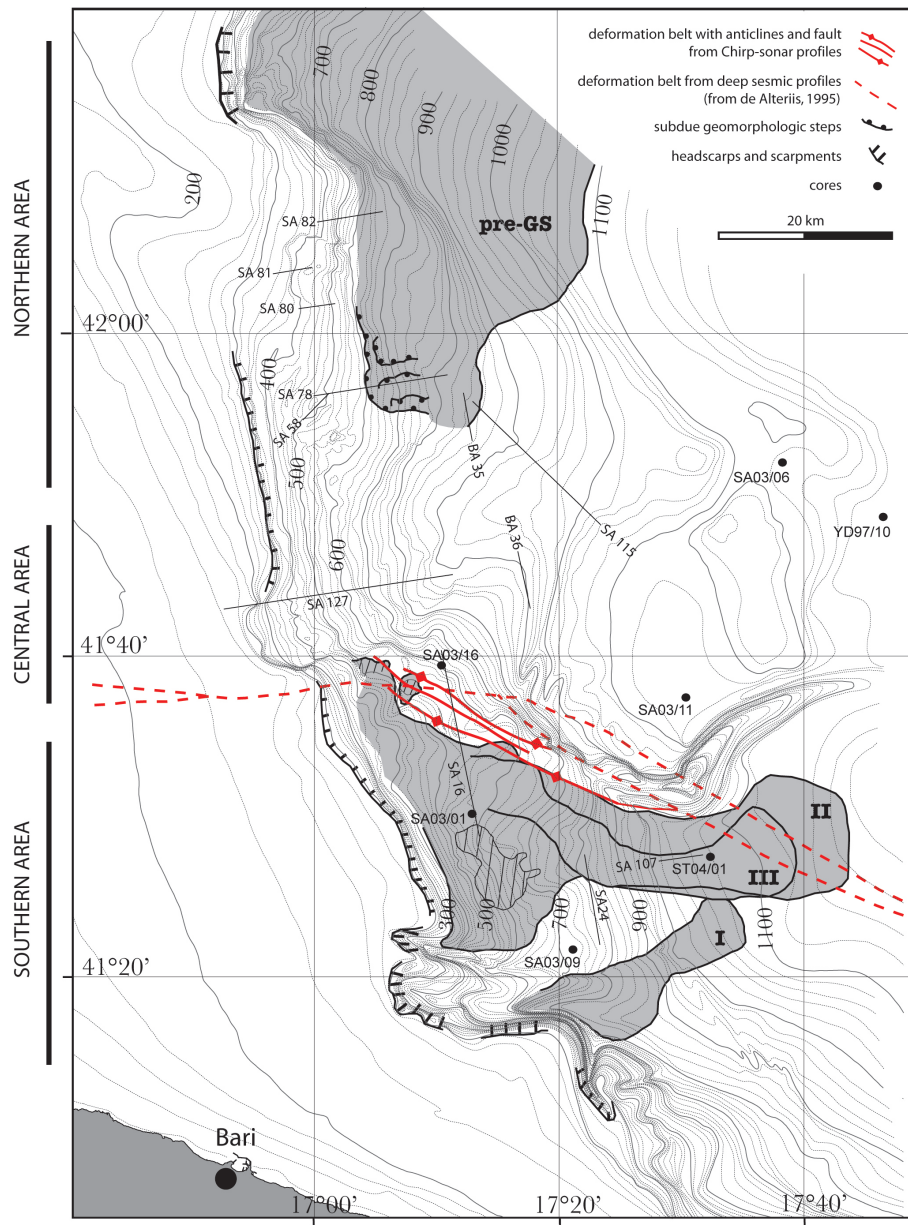 deformation belt with anticlines and fault
from Chirp-sonar profiles
deformation belt from deep sesmic profiles
(from de Alteriis, 1995)
subdue geomorphologic steps
headscarps and scarpments
cores
20 km
NORTHERN AREA
CENTRAL AREA
SOUTHERN AREA
700
800
900
1000
1100
200
pre-GS
SA 82
SA 81
SA 80
42°00'
400
SA 78
SA 58
500
BA 35
SA 115
SA03/06
YD97/10
BA 36
600
SA 127
41°40'
SA03/16
SA03/11
SA 16
SA03/01
II
SA 107
ST04/01
III
300
500
700
SA24
900
1100
I
SA03/09
41°20'
Bari
17°00'
17°20'
17°40'